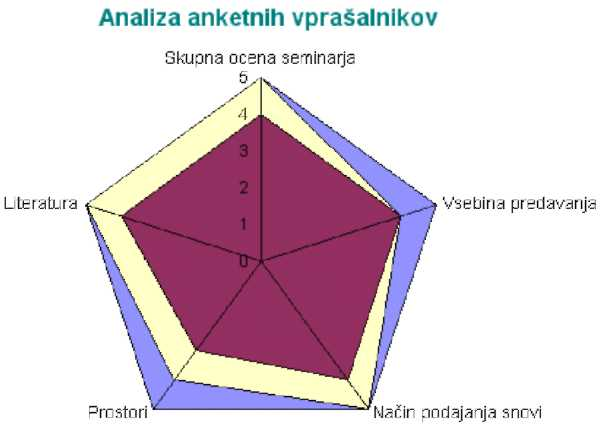 Analiza anketnih vprašalnikov
Skupna ocena seminarja
5
4
3
2
1
0
Literatura
Vsebina predavanja
Prostori
Način podajanja snovi